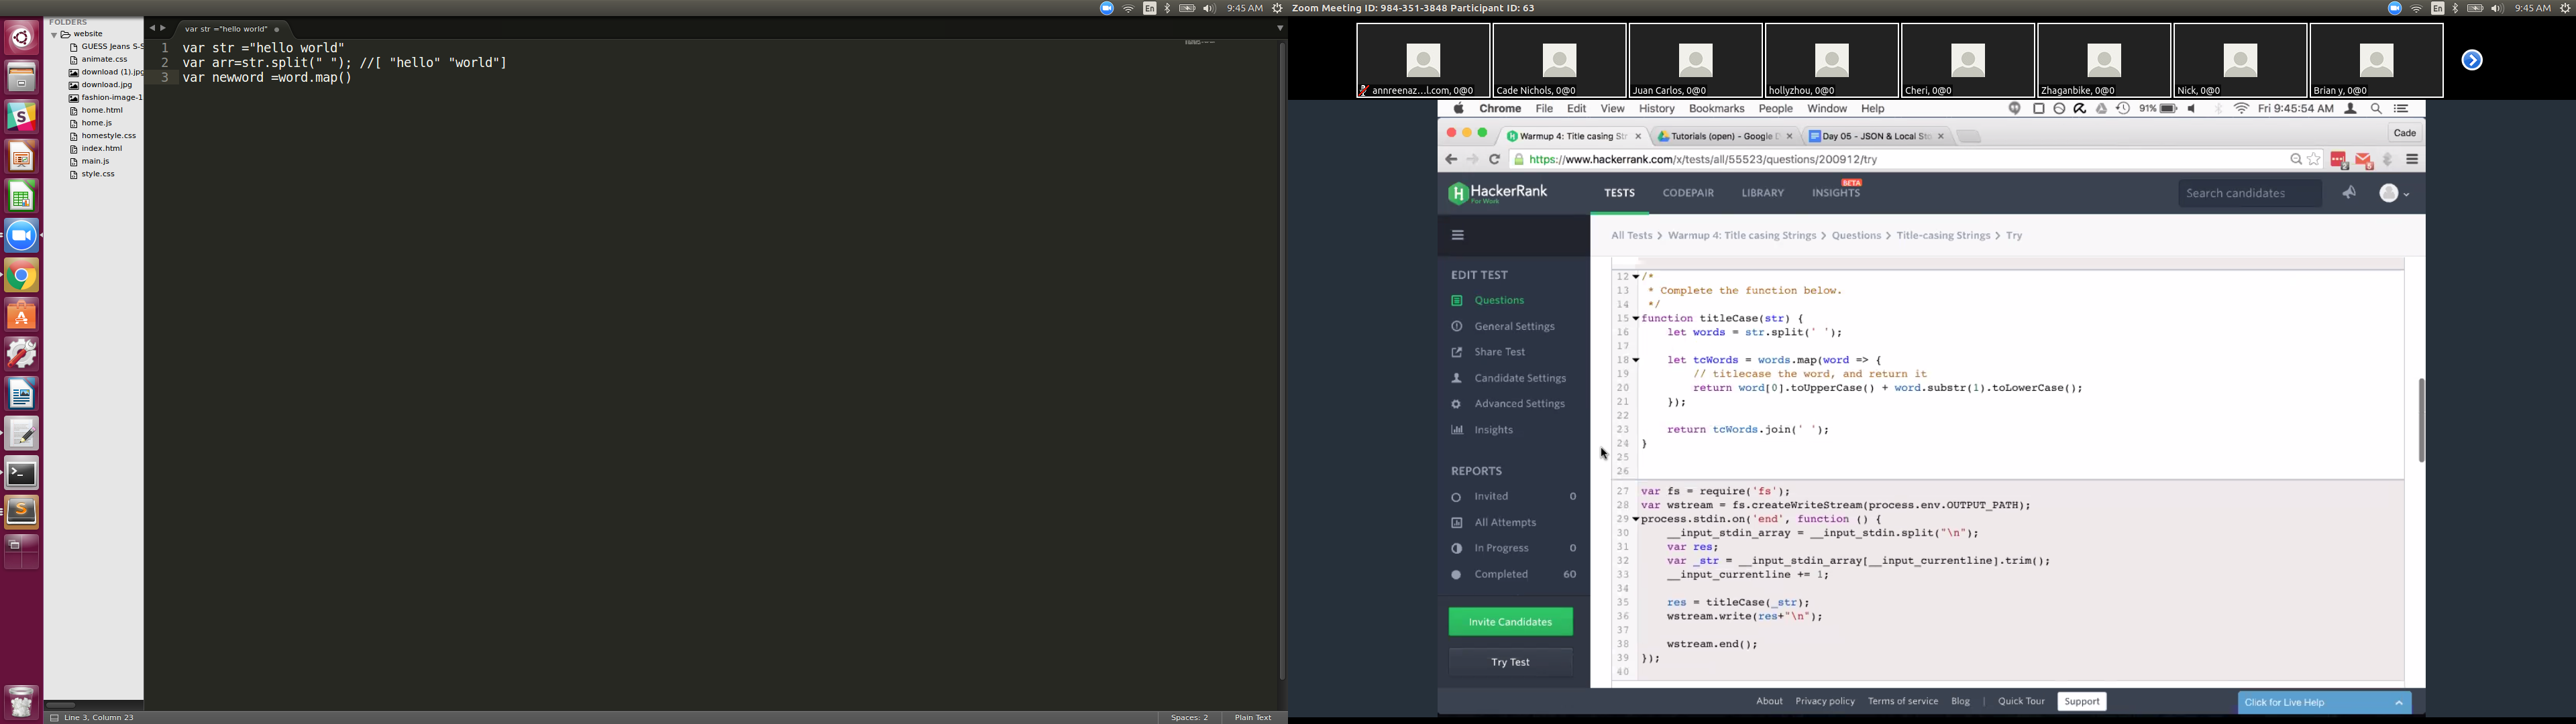 9:45 AM
Zoom Meeting ID: 984-351-3848 Participant ID: 63
En
9:45 AM
FOLDERS
website
GUESS Jeans S-S
animate.css
download (1).jpg
download.jpg
fashion-image-1
home.html
home.js
homestyle.css
index.html
main.js
style.css
var str ="hello world"
1 var str ="hello world"
2 var arr=str.split(" "); //[ "hello" "world"]
3 var newword =word.map()
Line 3, Column 23
Spaces: 2
Plain Text
annreenaz...l.com, 0@0
Cade Nichols, 0@0
Juan Carlos, 0@0
hollyzhou, 0@0
Cheri, 0@0
Zhaganbike, 0@0
Nick, 0@0
Brian y, 0@0
Chrome File Edit View History Bookmarks People Window Help
91% Fri 9:45:54 AM
Warmup 4: Title casing Str
Tutorials (open) - Google D
Day 05 - JSON & Local Sto
Cade
https://www.hackerrank.com/x/tests/all/55523/questions/200912/try
HackerRank
For Work
TESTS CODEPAIR LIBRARY INSIGHTS
BETA
Search candidates
All Tests > Warmup 4: Title casing Strings > Questions > Title-casing Strings > Try
EDIT TEST
Questions
General Settings
Share Test
Candidate Settings
Advanced Settings
Insights
REPORTS
Invited 0
All Attempts
In Progress 0
Completed 60
Invite Candidates
Try Test
12 /*
13 * Complete the function below.
14 */
15 function titleCase(str) {
16 let words = str.split(' ');
17
18 let tcWords = words.map(word => {
19 // titlecase the word, and return it
20 return word[0].toUpperCase() + word.substr(1).toLowerCase();
21 });
22
23 return tcWords.join(' ');
24 }
25
26
27 var fs = require('fs');
28 var wstream = fs.createWriteStream(process.env.OUTPUT_PATH);
29 process.stdin.on('end', function () {
30 __input_stdin_array = __input_stdin.split("\n");
31 var res;
32 var _str = __input_stdin_array[__input_currentline].trim();
33 __input_currentline += 1;
34
35 res = titleCase(_str);
36 wstream.write(res+"\n");
37
38 wstream.end();
39 });
40
About Privacy policy Terms of service Blog | Quick Tour Support
Click for Live Help